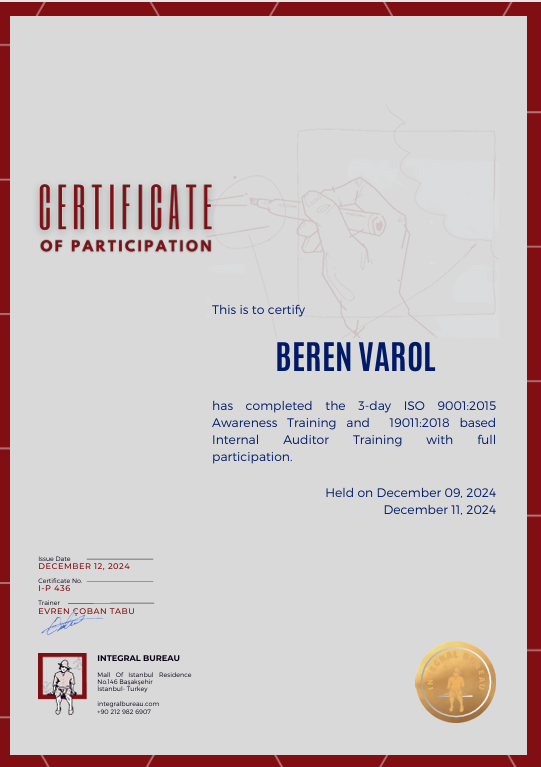 CERTIFICATE
OF PARTICIPATION
This is to certify
BEREN VAROL
has completed the 3-day ISO 9001:2015
Awareness Training and 19011:2018 based
Internal Auditor Training with full
participation.
Held on December 09, 2024
December 11, 2024
Issue Date
DECEMBER 12, 2024
Certificate No.
I-P 436
Trainer
EVREN ÇOBAN TABU
INTEGRAL BUREAU
Mall Of Istanbul Residence
No.146 Başakşehir
Istanbul- Turkey
integralbureau.com
+90 212 982 6907
INTEGRAL BUREAU